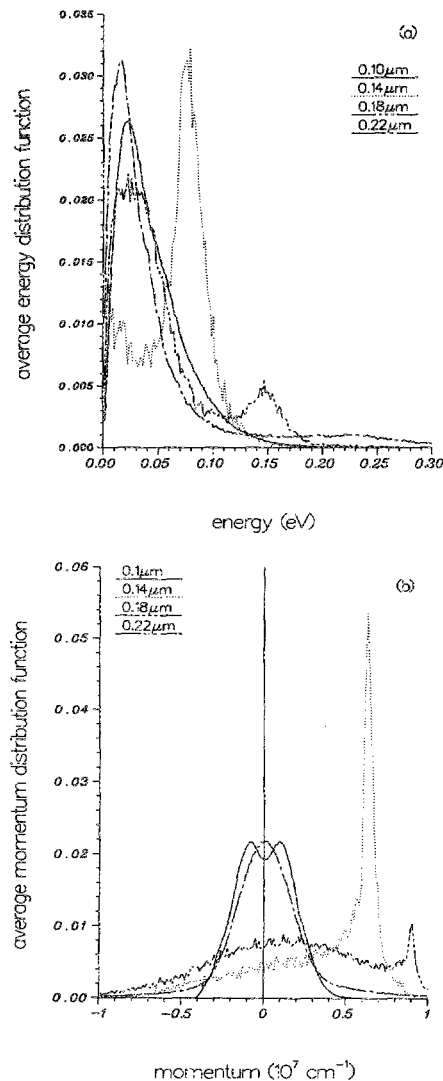 (a)
0.035
0.030
0.025
0.020
0.015
0.010
0.005
0.000
average energy distribution function
0.10μm
0.14μm
0.18μm
0.22μm
0.00 0.05 0.10 0.15 0.20 0.25 0.30
energy (eV)
(b)
0.06
0.05
0.04
0.03
0.02
0.01
0.00
average momentum distribution function
0.1μm
0.14μm
0.18μm
0.22μm
-1 -0.5 0 0.5 1
momentum (10⁷ cm⁻¹)